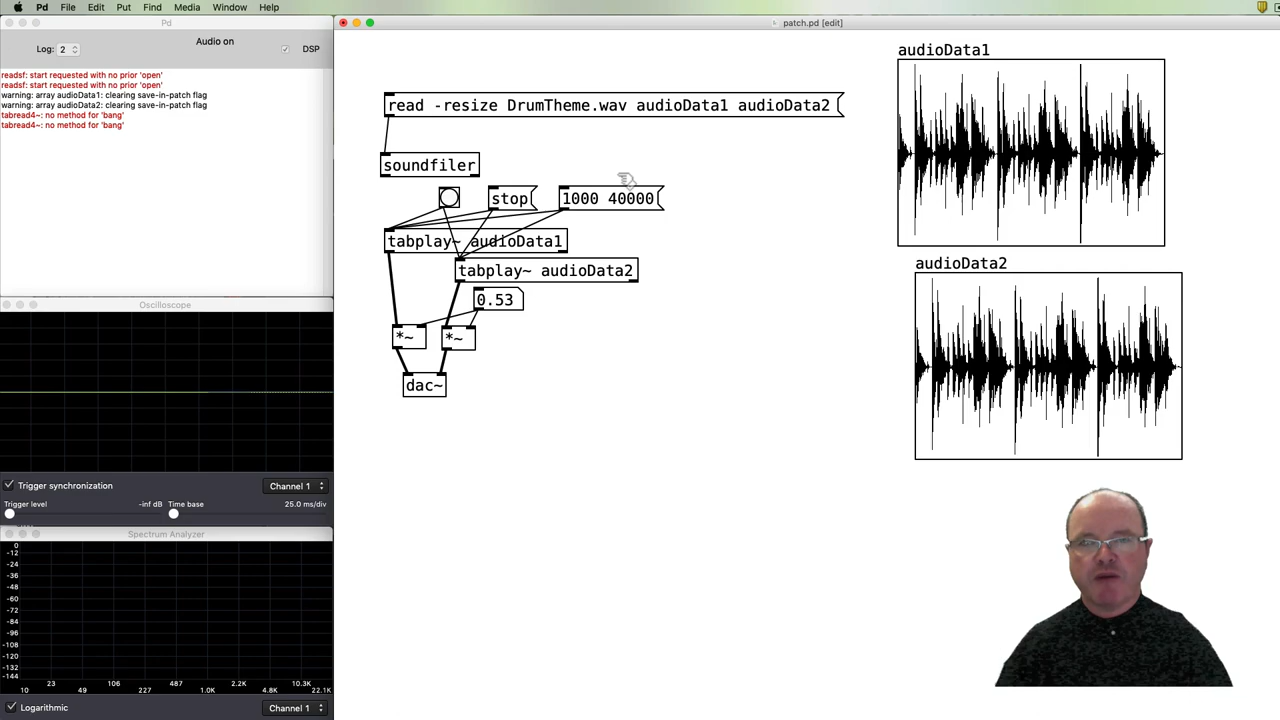 Pd File Edit Put Find Media Window Help
Pd
Log: 2
Audio on
DSP
readsf: start requested with no prior 'open'
readsf: start requested with no prior 'open'
warning: array audioData1: clearing save-in-patch flag
warning: array audioData2: clearing save-in-patch flag
tabread4~: no method for 'bang'
tabread4~: no method for 'bang'
Oscilloscope
Trigger synchronization
Channel 1
Trigger level
-inf dB
Time base
25.0 ms/div
Spectrum Analyzer
0
-12
-24
-36
-48
-60
-72
-84
-96
-108
-120
-132
-144
23 106 487 2.2K 10.3K
10 49 227 1.0K 4.8K 22.1K
Logarithmic
Channel 1
patch.pd [edit]
read -resize DrumTheme.wav audioData1 audioData2
soundfiler
stop
1000 40000
tabplay~ audioData1
tabplay~ audioData2
0.53
*~
*~
dac~
audioData1
audioData2